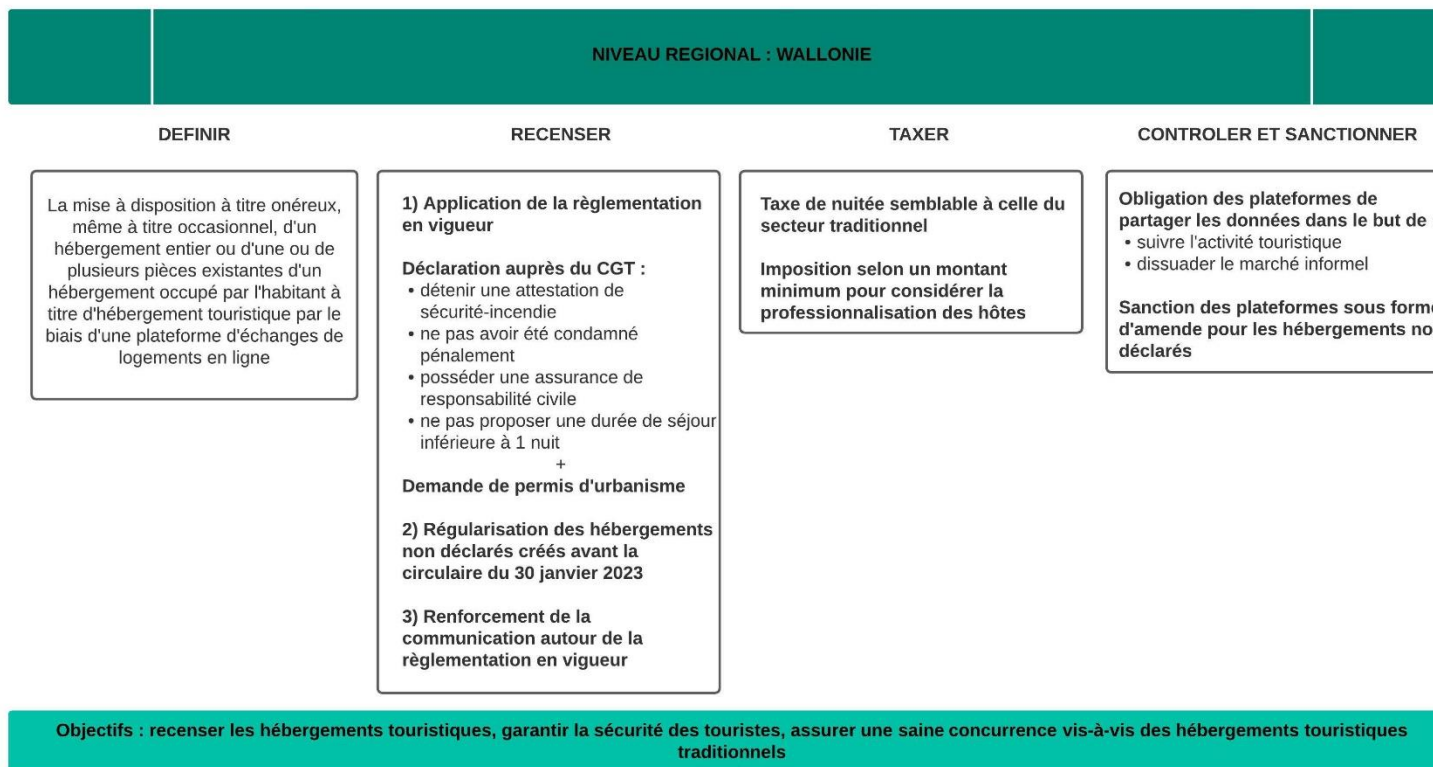 NIVEAU REGIONAL : WALLONIE
DEFINIR
La mise à disposition à titre onéreux,
même à titre occasionnel, d'un
hébergement entier ou d'une ou de
plusieurs pièces existantes d'un
hébergement occupé par l'habitant à
titre d'hébergement touristique par le
biais d'une plateforme d'échanges de
logements en ligne
RECENSER
1) Application de la règlementation
en vigueur
Déclaration auprès du CGT :
• détenir une attestation de
sécurité-incendie
• ne pas avoir été condamné
pénalement
• posséder une assurance de
responsabilité civile
• ne pas proposer une durée de séjour
inférieure à 1 nuit
+
Demande de permis d'urbanisme
2) Régularisation des hébergements
non déclarés créés avant la
circulaire du 30 janvier 2023
3) Renforcement de la
communication autour de la
règlementation en vigueur
TAXER
Taxe de nuitée semblable à celle du
secteur traditionnel
Imposition selon un montant
minimum pour considérer la
professionnalisation des hôtes
CONTROLER ET SANCTIONNER
Obligation des plateformes de
partager les données dans le but de
• suivre l'activité touristique
• dissuader le marché informel
Sanction des plateformes sous
d'amende pour les hébergements
déclarés
Objectifs : recenser les hébergements touristiques, garantir la sécurité des touristes, assurer une saine concurrence vis-à-vis des hébergements touristiques
traditionnels